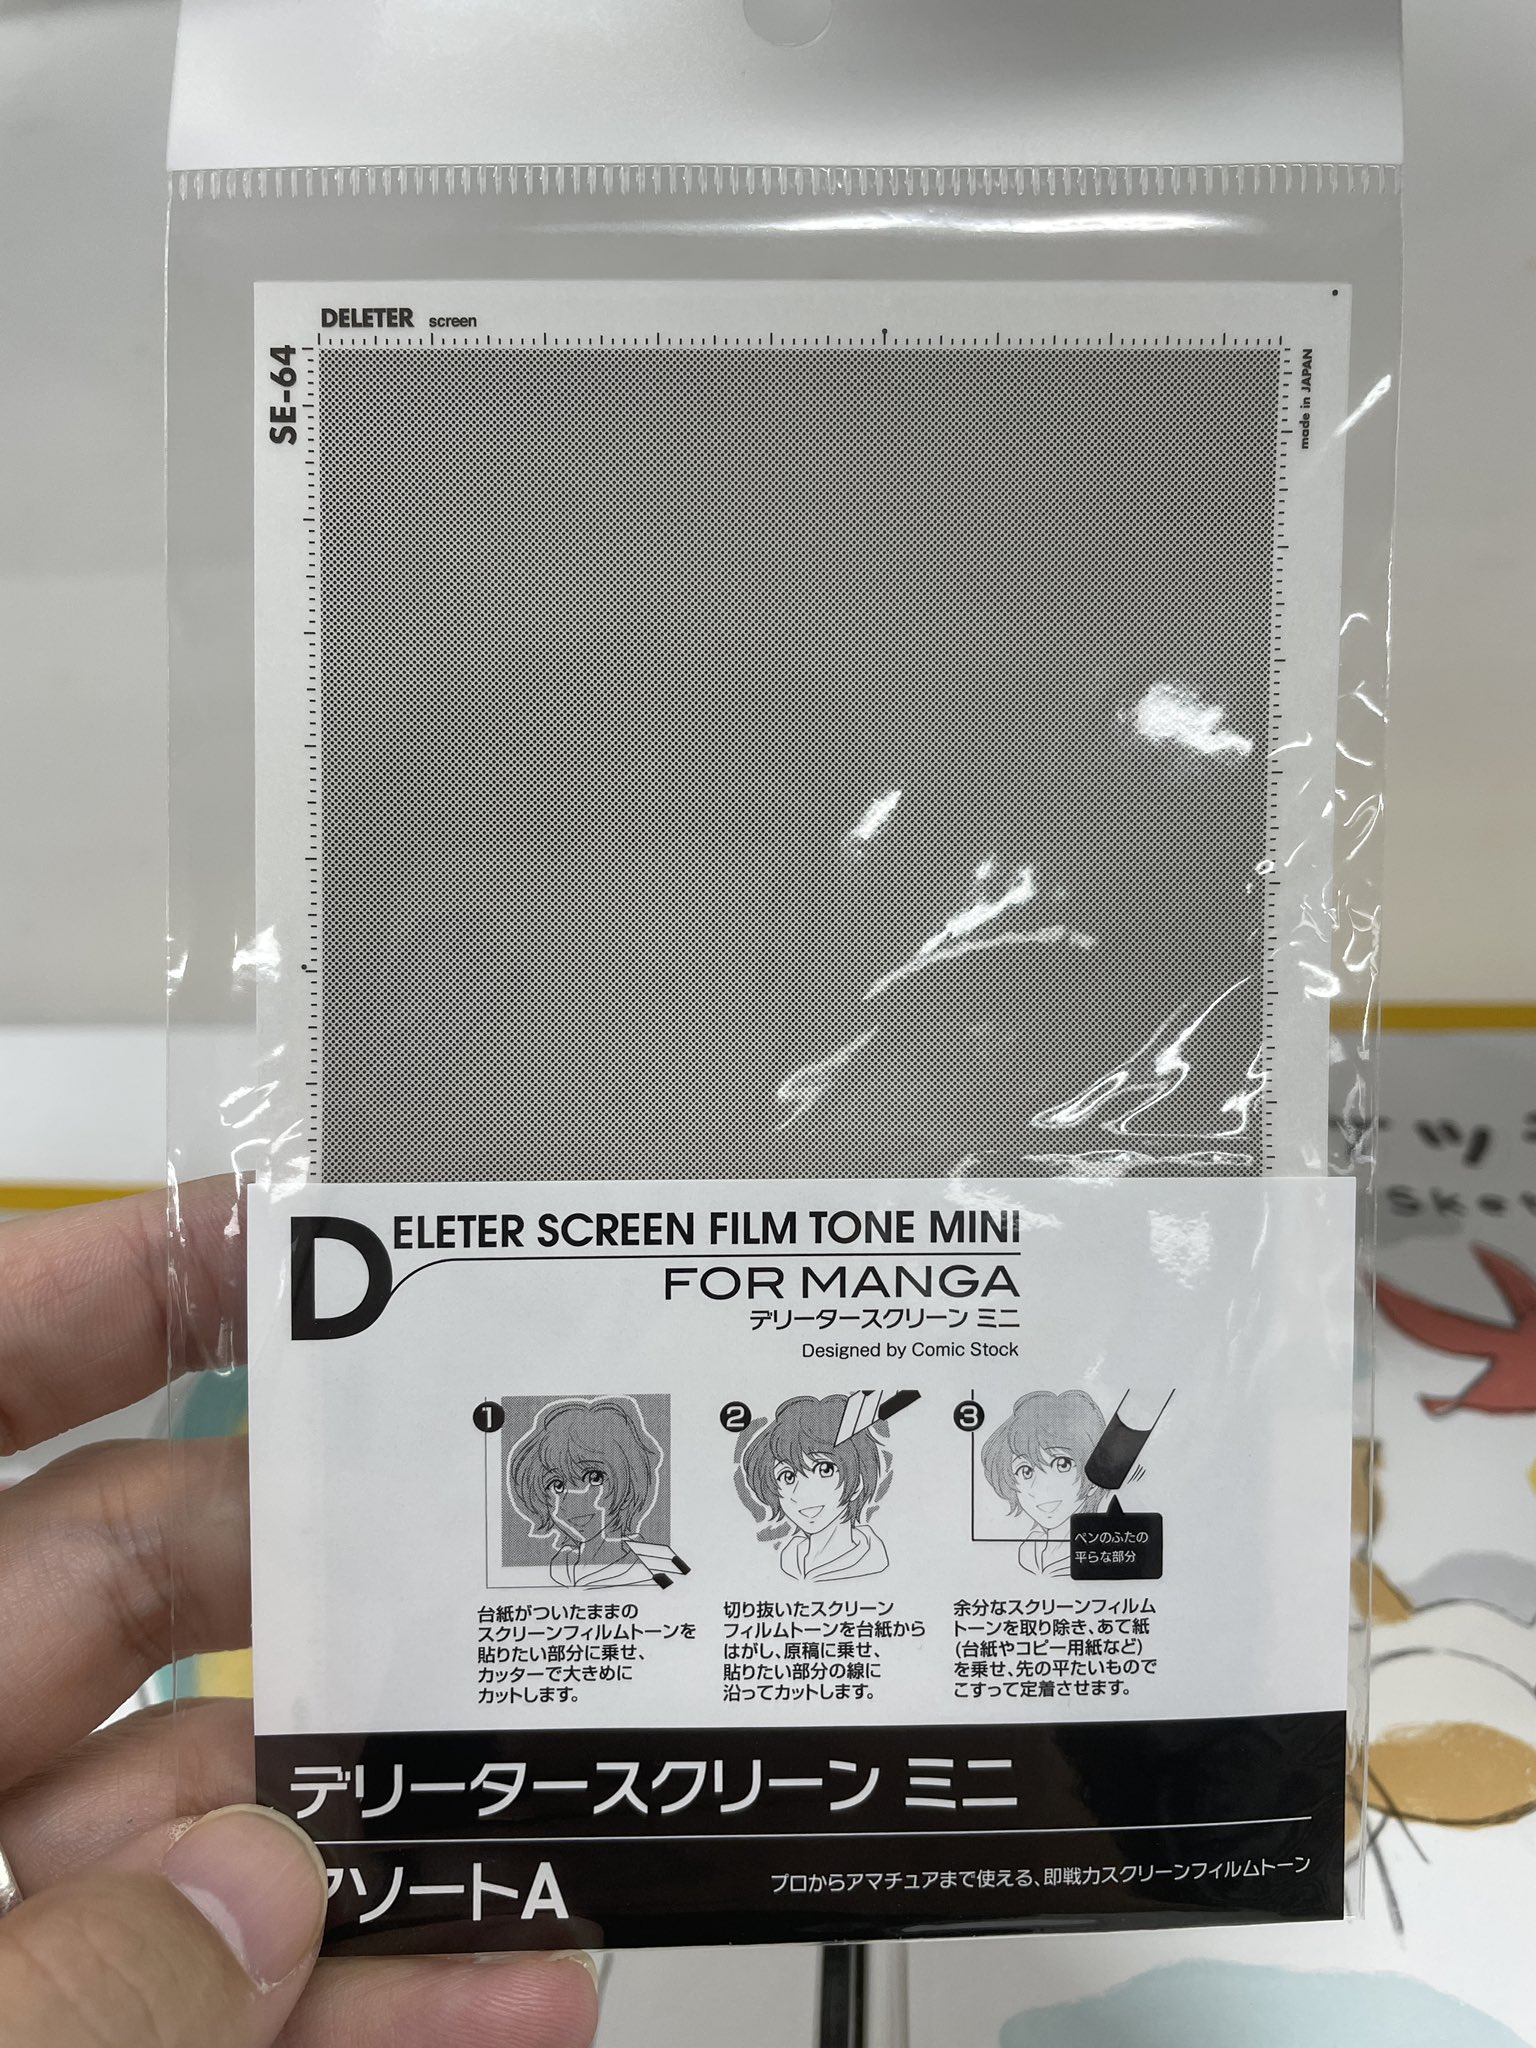 DELETER screen
SE-64
made in JAPAN
DELETER SCREEN FILM TONE MINI
FOR MANGA
デリータースクリーン ミニ
Designed by Comic Stock
1
2
3
ペンのふたの
平らな部分
台紙がついたままの
スクリーンフィルムトーンを
貼りたい部分に乗せ、
カッターで大きめに
カットします。
切り抜いたスクリーン
フィルムトーンを台紙から
はがし、原稿に乗せ、
貼りたい部分の線に
沿ってカットします。
余分なスクリーンフィルム
トーンを取り除き、あて紙
(台紙やコピー用紙など)
を乗せ、先の平たいもので
こすって定着させます。
デリータースクリーン ミニ
アソートA
プロからアマチュアまで使える、即戦力スクリーンフィルムトーン